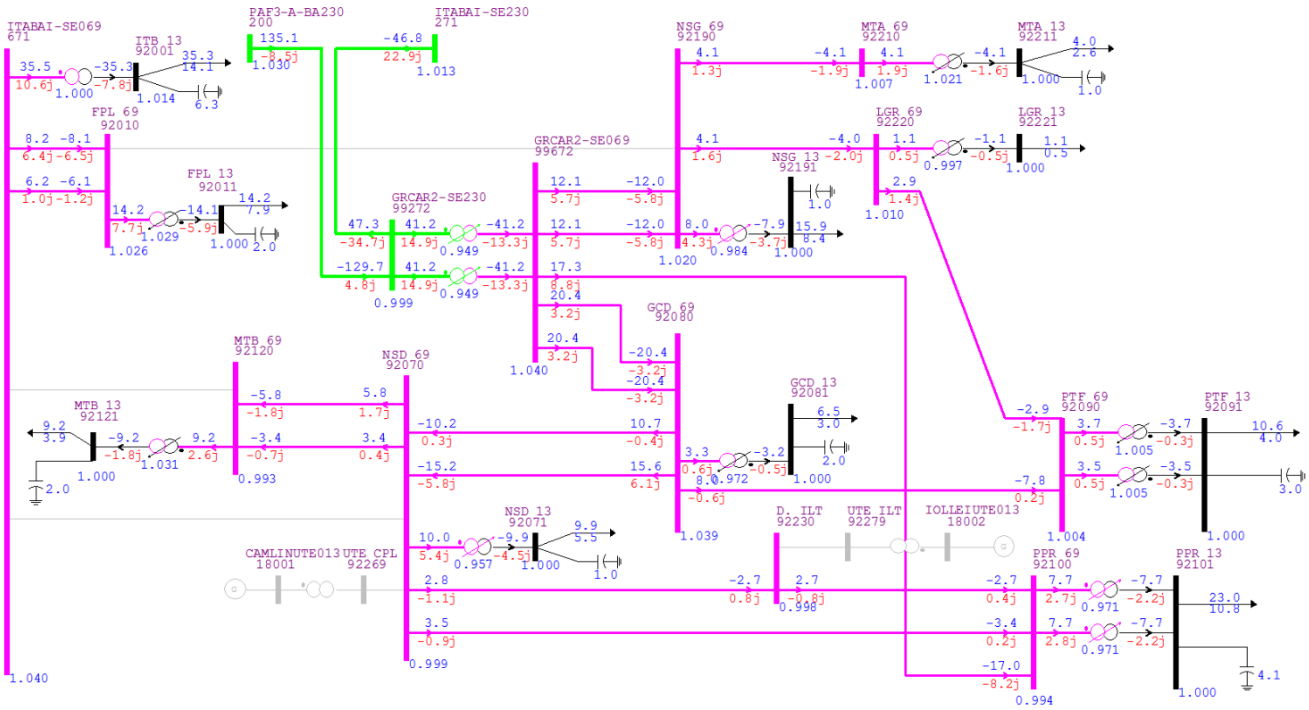 ITABAI-SE069
671
35.5
10.6j
1.000
-35.3
-7.8j
ITB 13
92001
35.3
14.1
1.014
6.3
PAF3-A-BA230
200
135.1
-8.5j
1.030
ITABAI-SE230
271
-46.8
22.9j
1.013
NSG 69
92190
4.1
1.3j
MTA 69
92210
-4.1
-1.9j
4.1
1.9j
1.007
1.021
-4.1
-1.6j
MTA 13
92211
4.0
2.6
1.000
1.0
FPL 69
92010
8.2
6.4j
-8.1
-6.5j
6.2
1.0j
-6.1
-1.2j
14.2
7.7j
1.029
-14.1
-5.9j
1.026
FPL 13
92011
14.2
7.9
1.000
2.0
GRCAR2-SE069
99672
12.1
5.7j
-12.0
-5.8j
12.1
5.7j
-12.0
-5.8j
4.1
1.6j
LGR 69
92220
-4.0
-2.0j
1.1
0.5j
0.997
-1.1
-0.5j
LGR 13
92221
1.1
0.5
1.000
2.9
1.4j
1.010
NSG 13
92191
1.0
8.0
4.3j
0.984
-7.9
-3.7j
15.9
8.4
1.000
1.020
GRCAR2-SE230
99272
47.3
-34.7j
41.2
14.9j
0.949
-41.2
-13.3j
-129.7
4.8j
41.2
14.9j
0.949
-41.2
-13.3j
0.999
17.3
8.8j
20.4
3.2j
20.4
3.2j
1.040
GCD 69
92080
-20.4
-3.2j
-20.4
-3.2j
10.7
-0.4j
15.6
6.1j
3.3
0.6j
0.972
-3.2
-0.5j
8.0
-0.6j
1.039
GCD 13
92081
6.5
3.0
2.0
1.000
MTB 69
92120
-5.8
-1.8j
-3.4
-0.7j
9.2
2.6j
1.031
-9.2
-1.8j
0.993
MTB 13
92121
9.2
3.9
1.000
2.0
NSD 69
92070
5.8
1.7j
3.4
0.4j
-10.2
0.3j
-15.2
-5.8j
10.0
5.4j
0.957
-9.9
-4.5j
NSD 13
92071
9.9
5.5
1.000
1.0
2.8
-1.1j
3.5
-0.9j
0.999
PTF 69
92090
-2.9
-1.7j
3.7
0.5j
1.005
-3.7
-0.3j
3.5
0.5j
1.005
-3.5
-0.3j
-7.8
0.2j
1.004
PTF 13
92091
10.6
4.0
3.0
1.000
CAMLINUTE013
18001
UTE CPL
92269
G
D. ILT
92230
-2.7
0.8j
2.7
-0.8j
0.998
UTE ILT
92279
IOLLEIUTE013
18002
G
PPR 69
92100
-2.7
0.4j
-3.4
0.2j
-17.0
-8.2j
7.7
2.7j
0.971
-7.7
-2.2j
7.7
2.8j
0.971
-7.7
-2.2j
0.994
PPR 13
92101
23.0
10.8
4.1
1.000
1.040